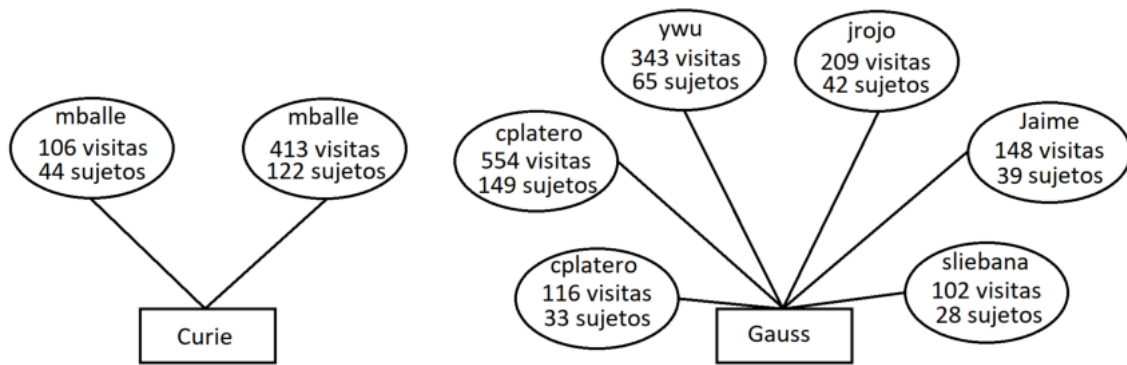 mballe
106 visitas
44 sujetos
mballe
413 visitas
122 sujetos
Curie
cplatero
116 visitas
33 sujetos
cplatero
554 visitas
149 sujetos
ywu
343 visitas
65 sujetos
jrojo
209 visitas
42 sujetos
Jaime
148 visitas
39 sujetos
sliebana
102 visitas
28 sujetos
Gauss